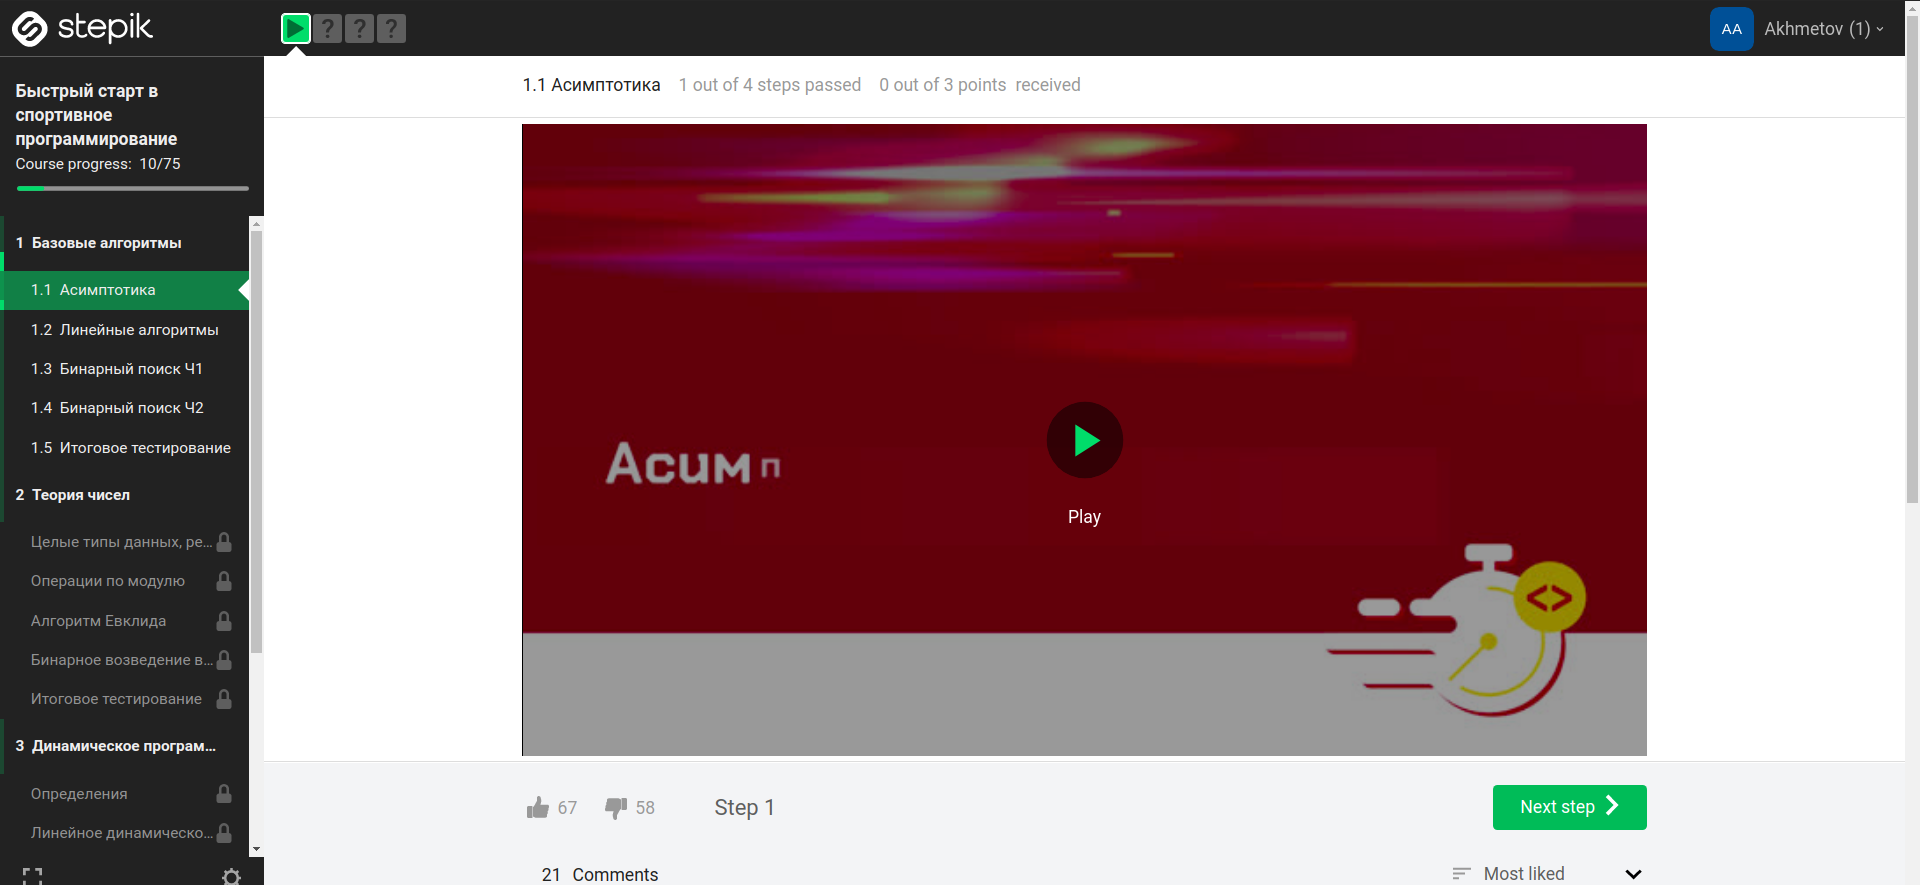 stepik
? ? ?
AA Akhmetov (1)
Быстрый старт в
спортивное
программирование
Course progress: 10/75
1 Базовые алгоритмы
1.1 Асимптотика
1.2 Линейные алгоритмы
1.3 Бинарный поиск Ч1
1.4 Бинарный поиск Ч2
1.5 Итоговое тестирование
2 Теория чисел
Целые типы данных, ре...
Операции по модулю
Алгоритм Евклида
Бинарное возведение в...
Итоговое тестирование
3 Динамическое програм...
Определения
Линейное динамическо...
1.1 Асимптотика 1 out of 4 steps passed 0 out of 3 points received
Асимп
Play
<>
67 58 Step 1 Next step
21 Comments Most liked